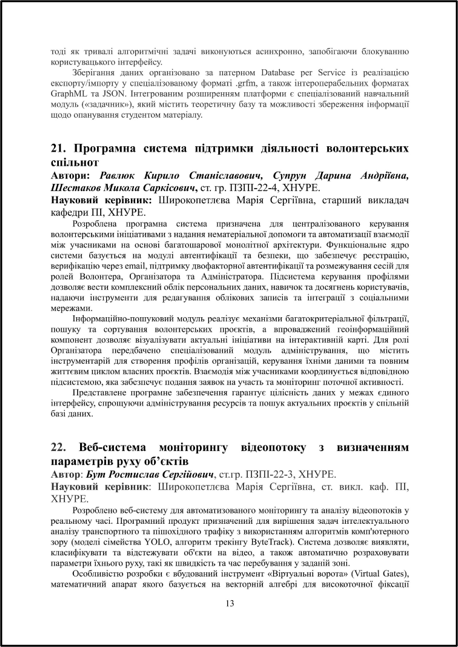 тоді як тривалі алгоритмічні задачі виконуються асинхронно, запобігаючи блокуванню
користувацького інтерфейсу.
Зберігання даних організовано за патерном Database per Service із реалізацією
експорту/імпорту у спеціалізованому форматі .grfm, а також інтероперабельних форматах
GraphML та JSON. Інтегрованим розширенням платформи є спеціалізований навчальний
модуль («задачник»), який містить теоретичну базу та можливості збереження інформації
щодо опанування студентом матеріалу.
21. Програмна система підтримки діяльності волонтерських
спільнот
Автори: Равлюк Кирило Станіславович, Супрун Дарина Андріївна,
Шестаков Микола Саркісович, ст. гр. ПЗПІ-22-4, ХНУРЕ.
Науковий керівник: Широкопетлєва Марія Сергіївна, старший викладач
кафедри ПІ, ХНУРЕ.
Розроблена програмна система призначена для централізованого керування
волонтерськими ініціативами з надання нематеріальної допомоги та автоматизації взаємодії
між учасниками на основі багатошарової монолітної архітектури. Функціональне ядро
системи базується на модулі автентифікації та безпеки, що забезпечує реєстрацію,
верифікацію через email, підтримку двофакторної автентифікації та розмежування сесій для
ролей Волонтера, Організатора та Адміністратора. Підсистема керування профілями
дозволяє вести комплексний облік персональних даних, навичок та досягнень користувачів,
надаючи інструменти для редагування облікових записів та інтеграції з соціальними
мережами.
Інформаційно-пошуковий модуль реалізує механізми багатокритеріальної фільтрації,
пошуку та сортування волонтерських проєктів, а впроваджений геоінформаційний
компонент дозволяє візуалізувати актуальні ініціативи на інтерактивній карті. Для ролі
Організатора передбачено спеціалізований модуль адміністрування, що містить
інструментарій для створення профілів організацій, керування їхніми даними та повним
життєвим циклом власних проєктів. Взаємодія між учасниками координується відповідною
підсистемою, яка забезпечує подання заявок на участь та моніторинг поточної активності.
Представлене програмне забезпечення гарантує цілісність даних у межах єдиного
інтерфейсу, спрощуючи адміністрування ресурсів та пошук актуальних проєктів у спільній
базі даних.
22. Веб-система моніторингу відеопотоку з визначенням
параметрів руху об’єктів
Автор: Бут Ростислав Сергійович, ст.гр. ПЗПІ-22-3, ХНУРЕ.
Науковий керівник: Широкопетлєва Марія Сергіївна, ст. викл. каф. ПІ,
ХНУРЕ.
Розроблено веб-систему для автоматизованого моніторингу та аналізу відеопотоків у
реальному часі. Програмний продукт призначений для вирішення задач інтелектуального
аналізу транспортного та пішохідного трафіку з використанням алгоритмів комп'ютерного
зору (моделі сімейства YOLO, алгоритм трекінгу ByteTrack). Система дозволяє виявляти,
класифікувати та відстежувати об'єкти на відео, а також автоматично розраховувати
параметри їхнього руху, такі як швидкість та час перебування у заданій зоні.
Особливістю розробки є вбудований інструмент «Віртуальні ворота» (Virtual Gates),
математичний апарат якого базується на векторній алгебрі для високоточної фіксації
13